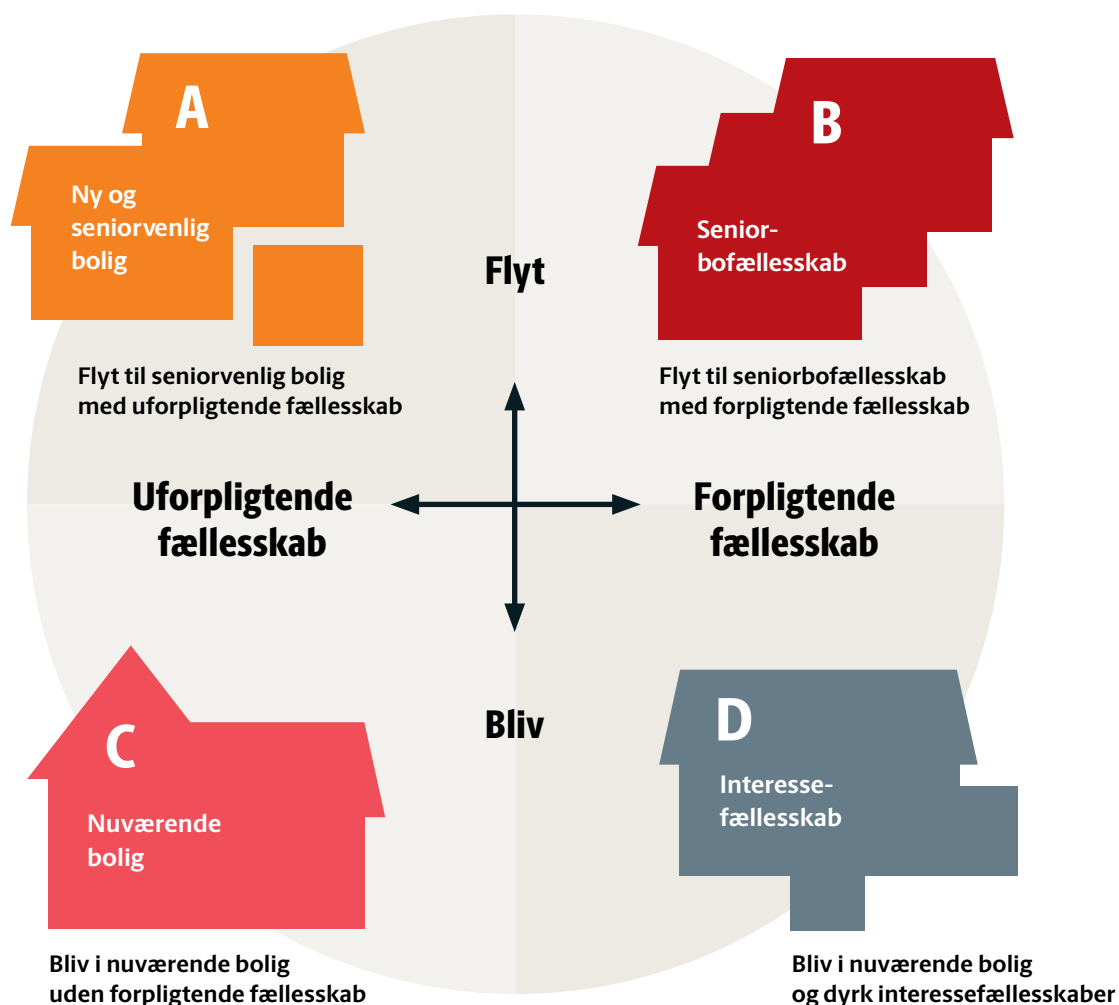 A
Ny og
seniorvenlig
bolig
B
Senior-
bofællesskab
Flyt
Flyt til seniorvenlig bolig
med uforpligtende fællesskab
Flyt til seniorbofællesskab
med forpligtende fællesskab
Uforpligtende
fællesskab
Forpligtende
fællesskab
Bliv
C
Nuværende
bolig
D
Interesse-
fællesskab
Bliv i nuværende bolig
uden forpligtende fællesskab
Bliv i nuværende bolig
og dyrk interessefællesskaber